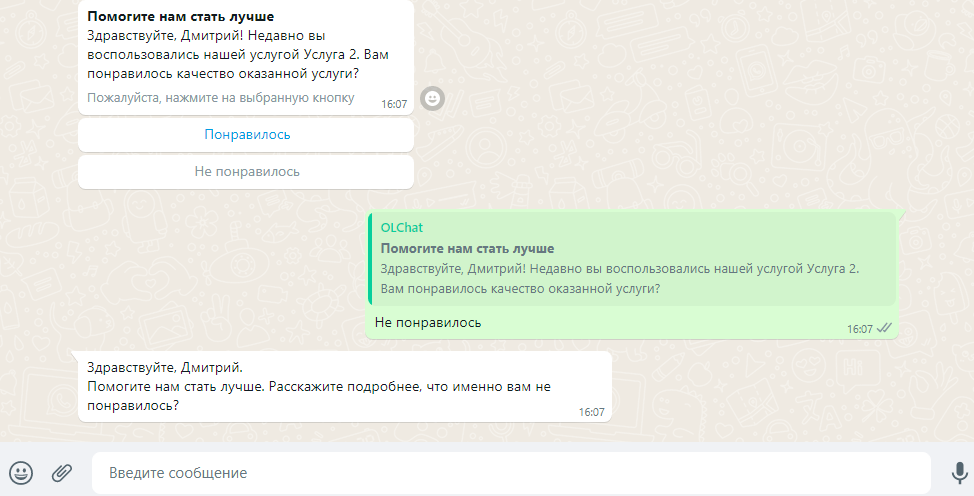 Помогите нам стать лучше
Здравствуйте, Дмитрий! Недавно вы
воспользовались нашей услугой Услуга 2. Вам
понравилось качество оказанной услуги?
Пожалуйста, нажмите на выбранную кнопку
16:07
Понравилось
Не понравилось
OLChat
Помогите нам стать лучше
Здравствуйте, Дмитрий! Недавно вы воспользовались нашей услугой Услуга 2.
Вам понравилось качество оказанной услуги?
Не понравилось
16:07
Здравствуйте, Дмитрий.
Помогите нам стать лучше. Расскажите подробнее, что именно вам не
понравилось?
16:07
Введите сообщение